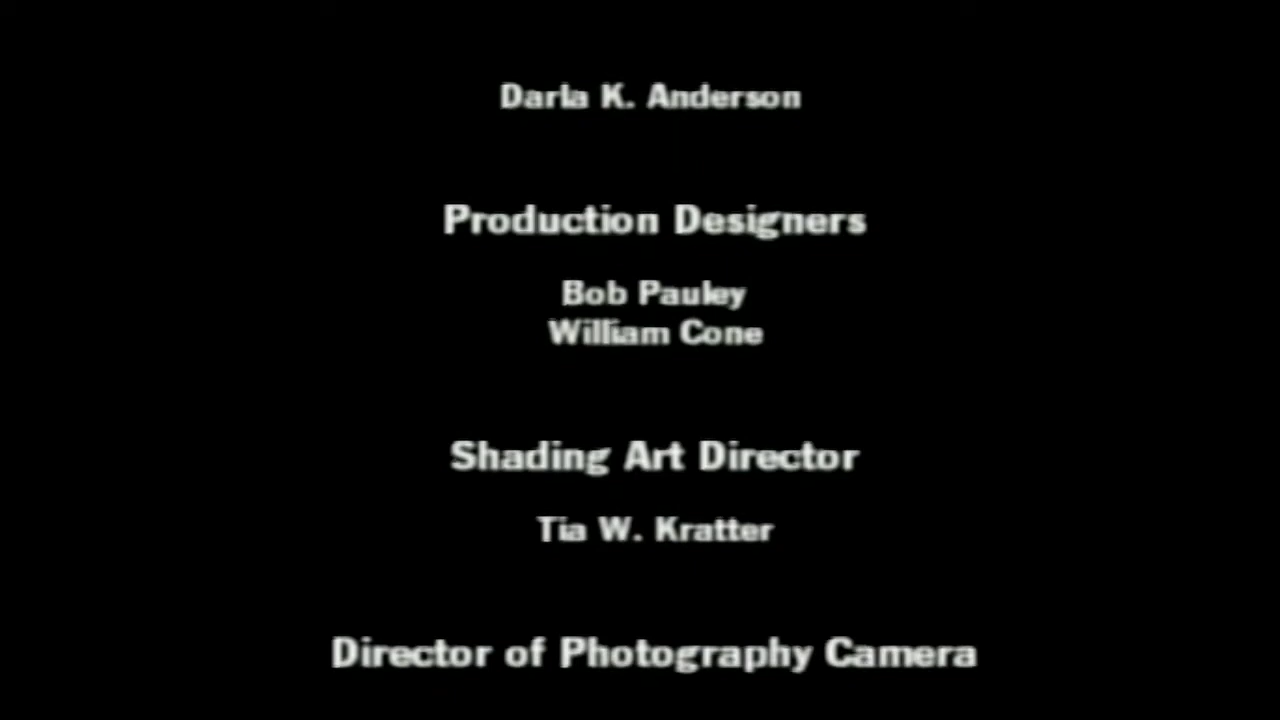 Darla K. Anderson
Production Designers
Bob Pauley
William Cone
Shading Art Director
Tia W. Kratter
Director of Photography Camera